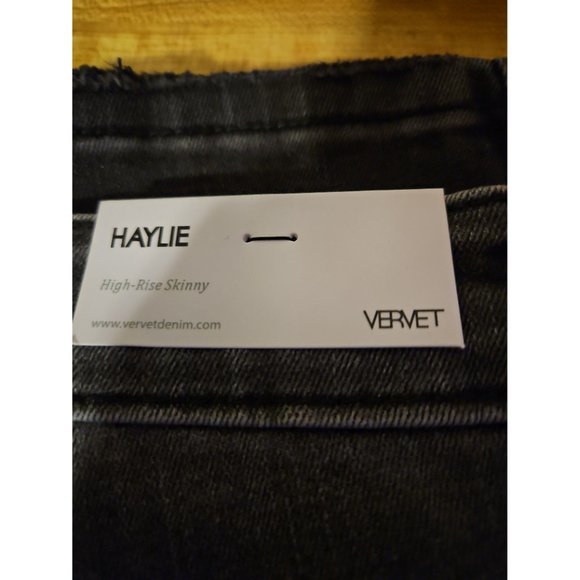 HAYLIE
High-Rise Skinny
www.vervetdenim.com
VERVET